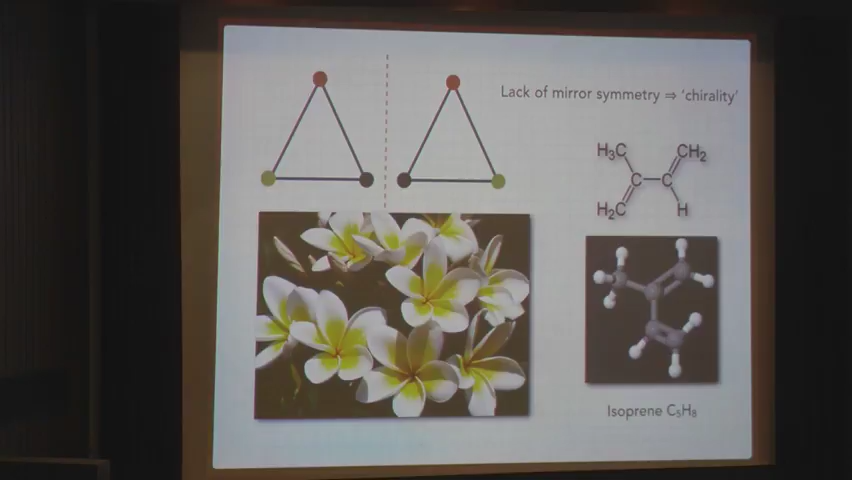 Lack of mirror symmetry ⇒ 'chirality'
H₃C
CH₂
C
C
H₂C
H
Isoprene C₅H₈